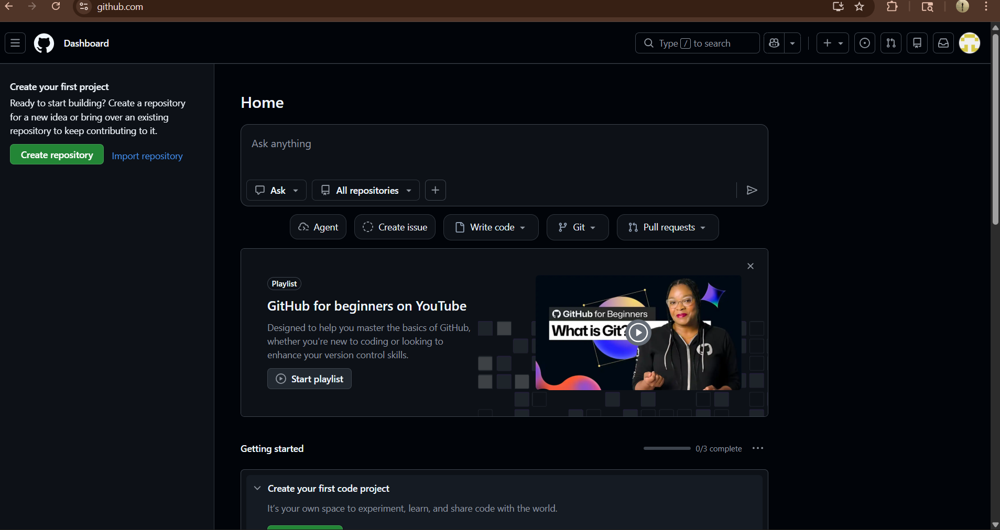 github.com
Dashboard
Type / to search
Create your first project
Ready to start building? Create a repository
for a new idea or bring over an existing
repository to keep contributing to it.
Create repository
Import repository
Home
Ask anything
Ask
All repositories
Agent
Create issue
Write code
Git
Pull requests
Playlist
GitHub for beginners on YouTube
Designed to help you master the basics of GitHub,
whether you're new to coding or looking to
enhance your version control skills.
Start playlist
GitHub for Beginners
What is Git?
Getting started
0/3 complete
Create your first code project
It's your own space to experiment, learn, and share code with the world.